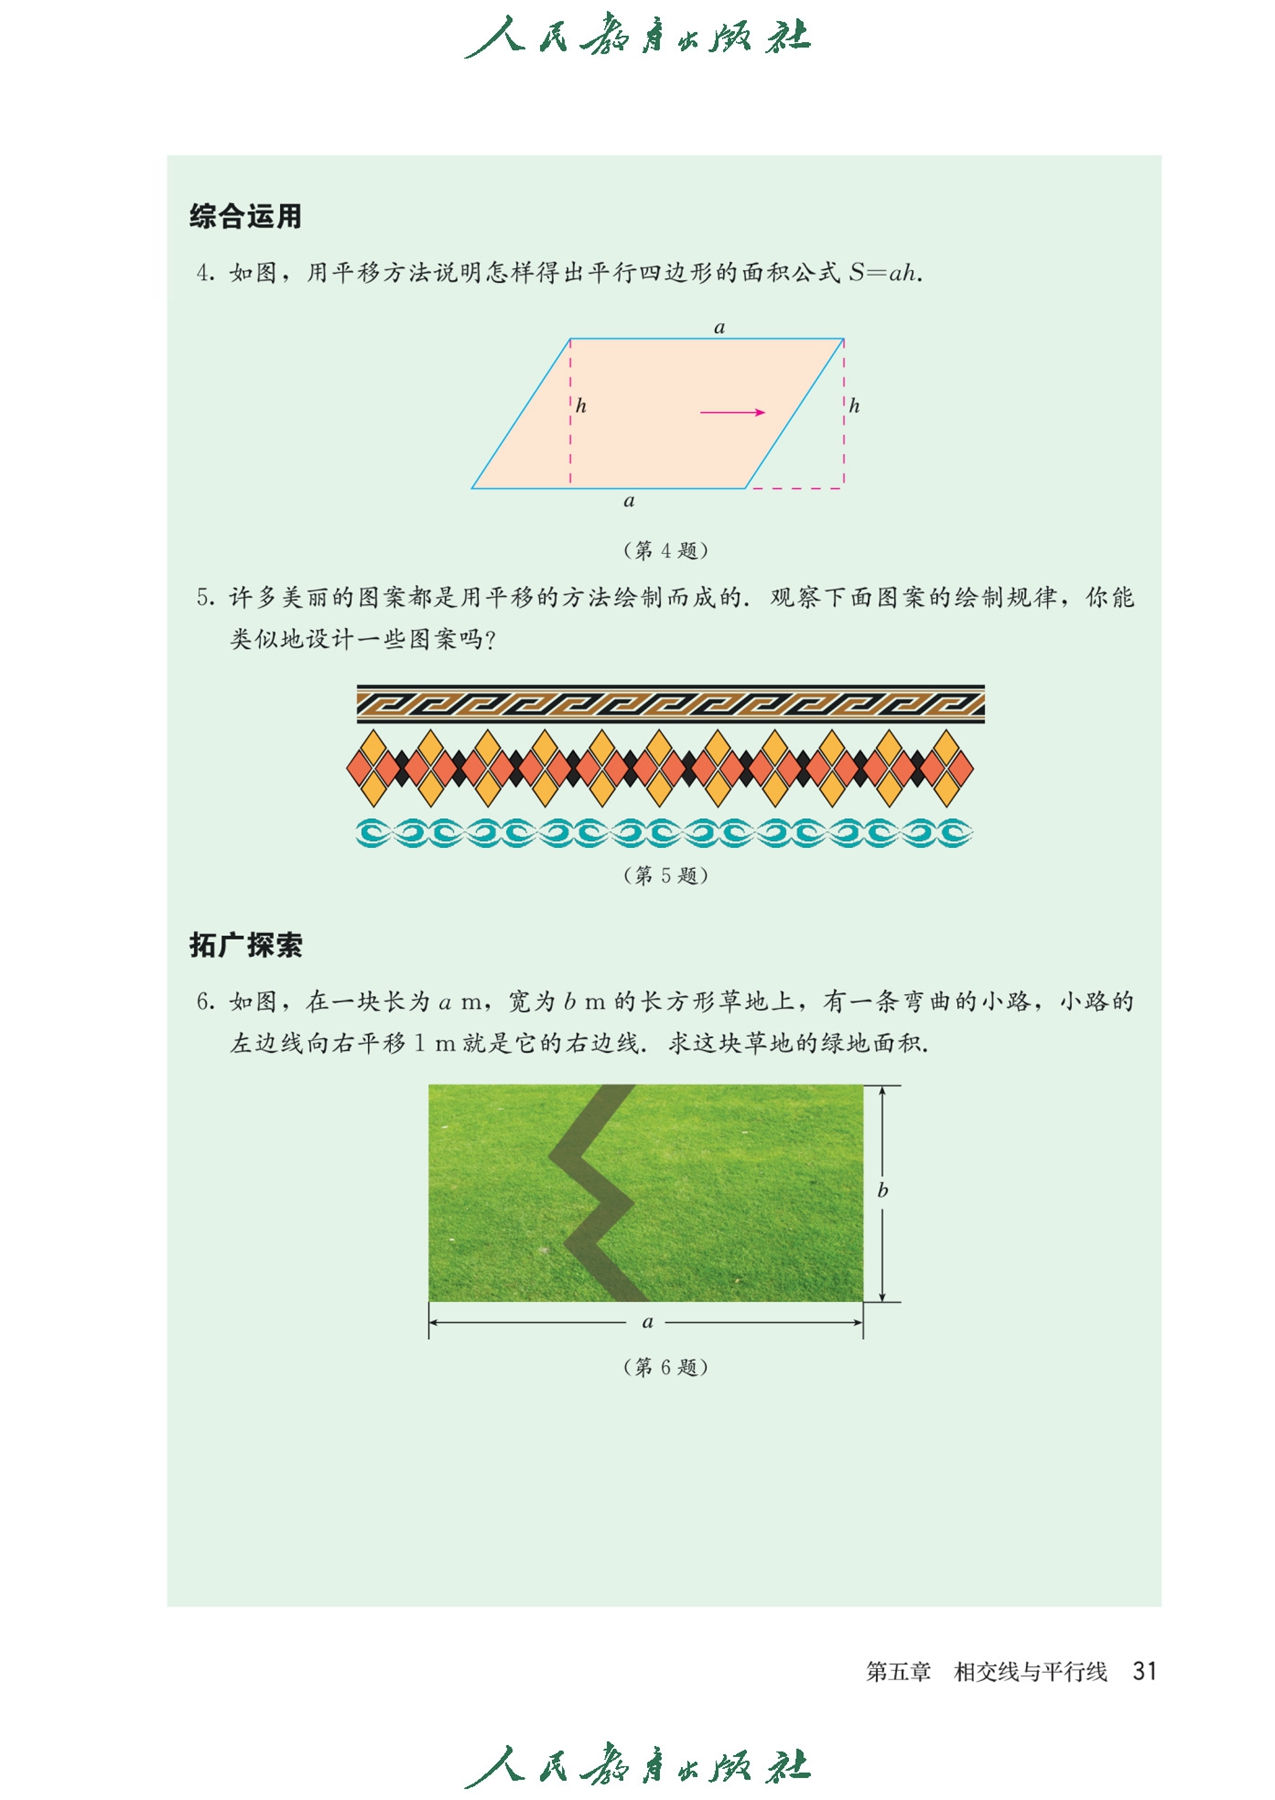 人民教育出版社
综合运用
4. 如图，用平移方法说明怎样得出平行四边形的面积公式 S=ah.
a
h
h
a
（第 4 题）
5. 许多美丽的图案都是用平移的方法绘制而成的．观察下面图案的绘制规律，你能
类似地设计一些图案吗？
（第 5 题）
拓广探索
6. 如图，在一块长为 a m，宽为 b m 的长方形草地上，有一条弯曲的小路，小路的
左边线向右平移 1 m 就是它的右边线．求这块草地的绿地面积．
b
a
（第 6 题）
第五章　相交线与平行线　31
人民教育出版社